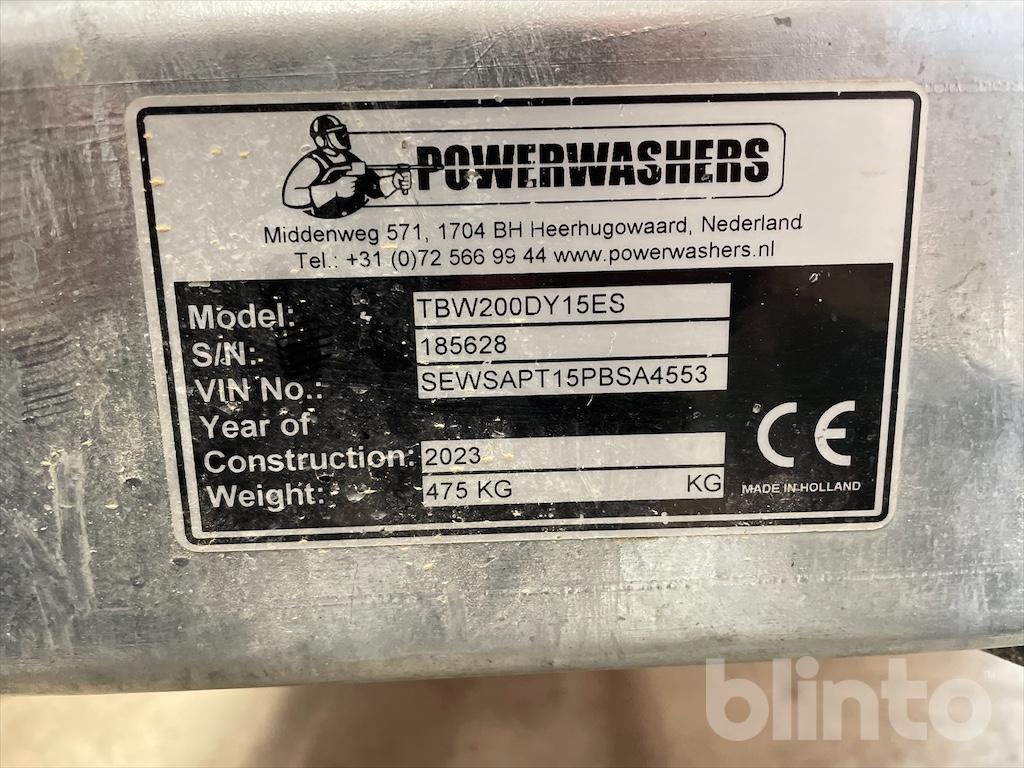 POWERWASHERS
Middenweg 571, 1704 BH Heerhugowaard, Nederland
Tel.: +31 (0)72 566 99 44 www.powerwashers.nl
Model: TBW200DY15ES
S/N: 185628
VIN No.: SEWSAPT15PBSA4553
Year of
Construction: 2023
Weight: 475 KG KG
CE
MADE IN HOLLAND
blinto™